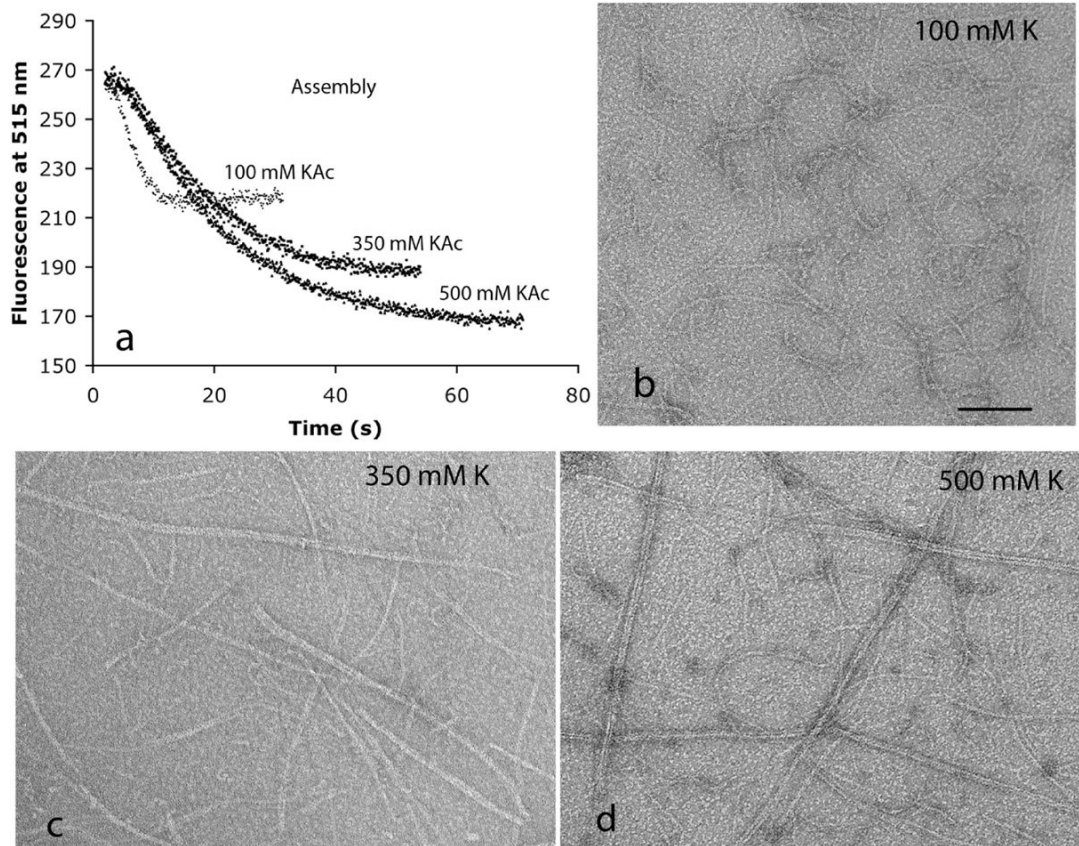 290
270
250
230
210
190
170
150
Fluorescence at 515 nm
Assembly
100 mM KAc
350 mM KAc
500 mM KAc
a
0
20
40
60
80
Time (s)
100 mM K
b
350 mM K
c
500 mM K
d